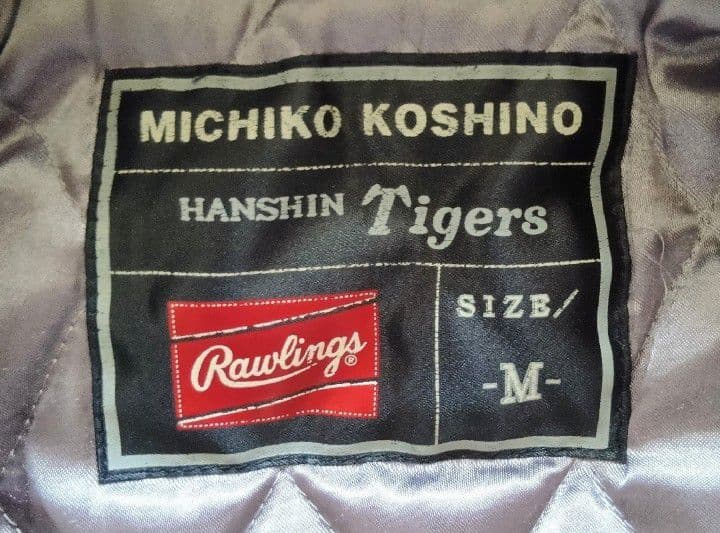 MICHIKO KOSHINO
HANSHIN Tigers
Rawlings®
SIZE/
-M-